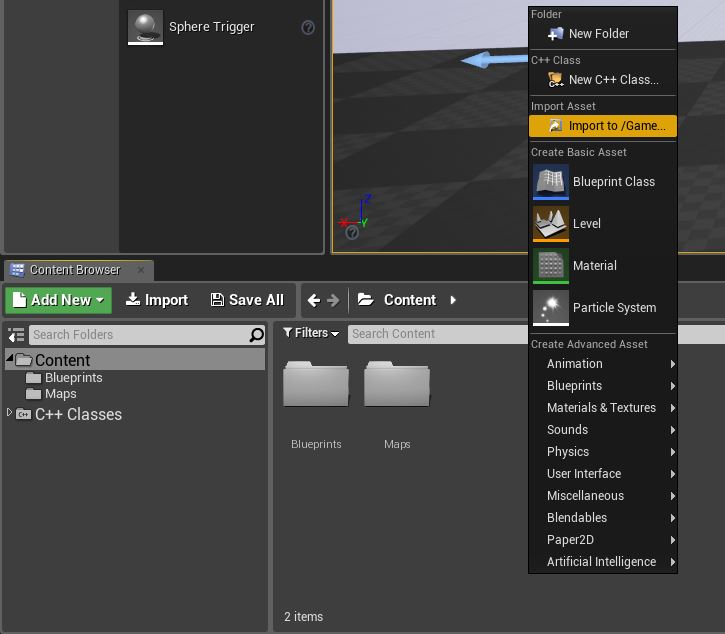 Sphere Trigger
Folder
New Folder
C++ Class
New C++ Class...
Import Asset
Import to /Game...
Create Basic Asset
Blueprint Class
Level
Material
Particle System
Create Advanced Asset
Animation
Blueprints
Materials & Textures
Sounds
Physics
User Interface
Miscellaneous
Blendables
Paper2D
Artificial Intelligence
Z
X Y
Content Browser
Add New Import Save All Content
Search Folders
Filters Search Content
Content
Blueprints
Maps
C++ Classes
Blueprints Maps
2 items